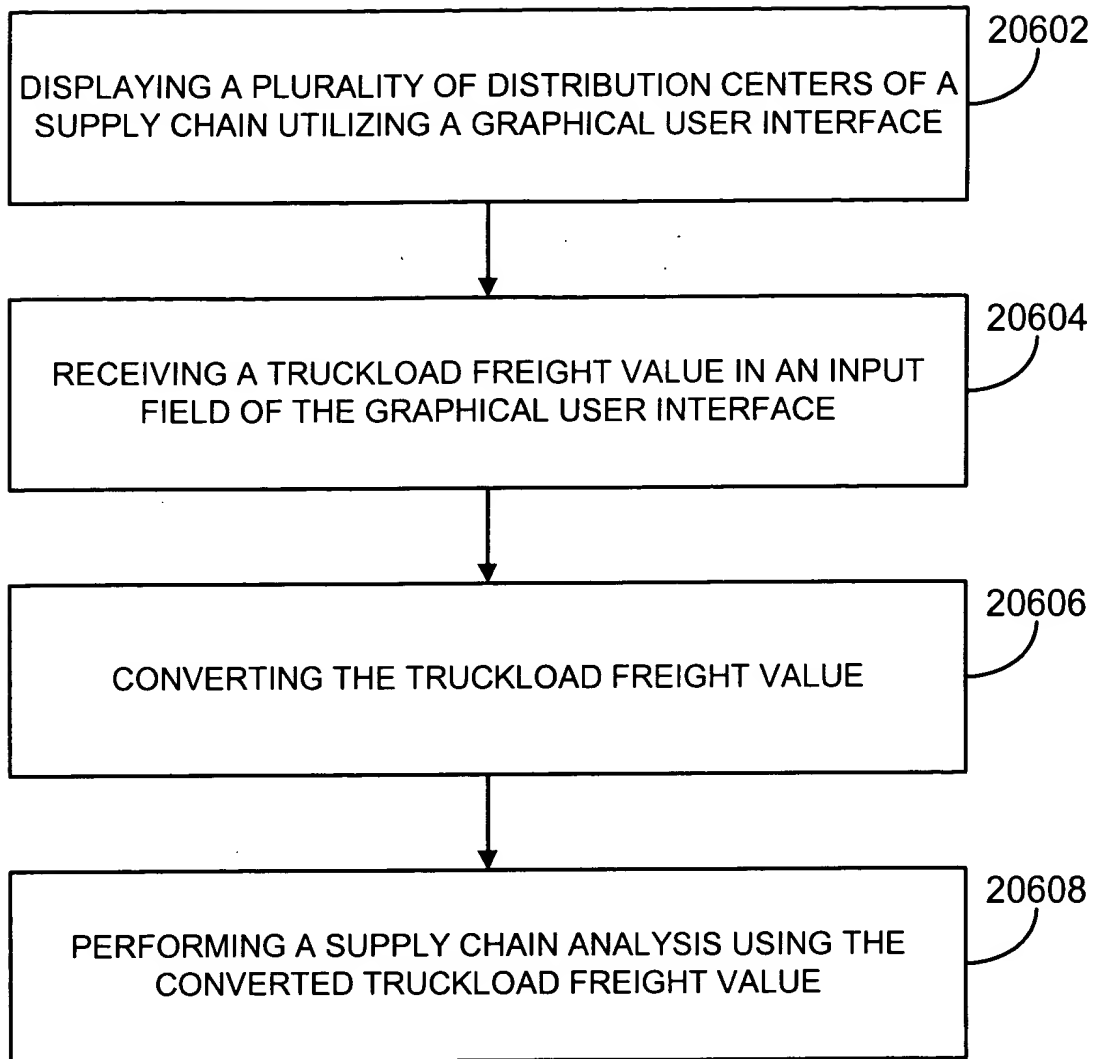 20602
DISPLAYING A PLURALITY OF DISTRIBUTION CENTERS OF A
SUPPLY CHAIN UTILIZING A GRAPHICAL USER INTERFACE
20604
RECEIVING A TRUCKLOAD FREIGHT VALUE IN AN INPUT
FIELD OF THE GRAPHICAL USER INTERFACE
20606
CONVERTING THE TRUCKLOAD FREIGHT VALUE
20608
PERFORMING A SUPPLY CHAIN ANALYSIS USING THE
CONVERTED TRUCKLOAD FREIGHT VALUE